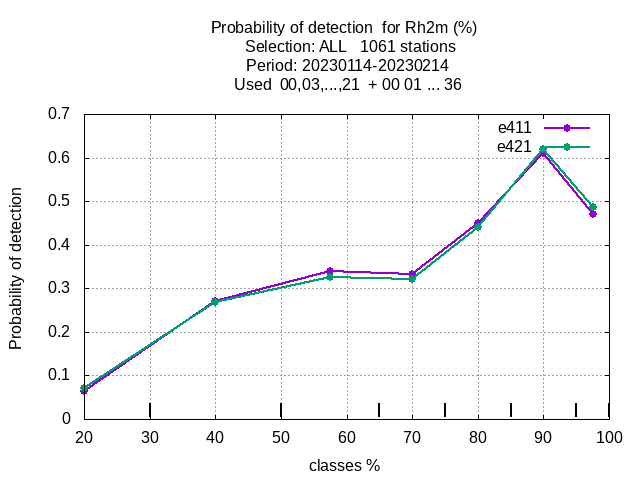 Probability of detection  for Rh2m (%)
Selection: ALL   1061 stations
Period: 20230114-20230214
Used  00,03,...,21  + 00 01 ... 36
e411
e421
Probability of detection
0.7
0.6
0.5
0.4
0.3
0.2
0.1
0
20 30 40 50 60 70 80 90 100
classes %